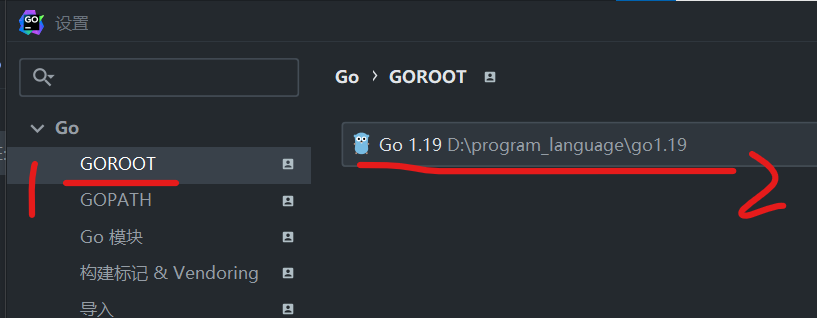 GO 设置
Go › GOROOT
Go
Go 1.19 D:\program_language\go1.19
1 GOROOT
2
GOPATH
Go 模块
构建标记 & Vendoring
导入